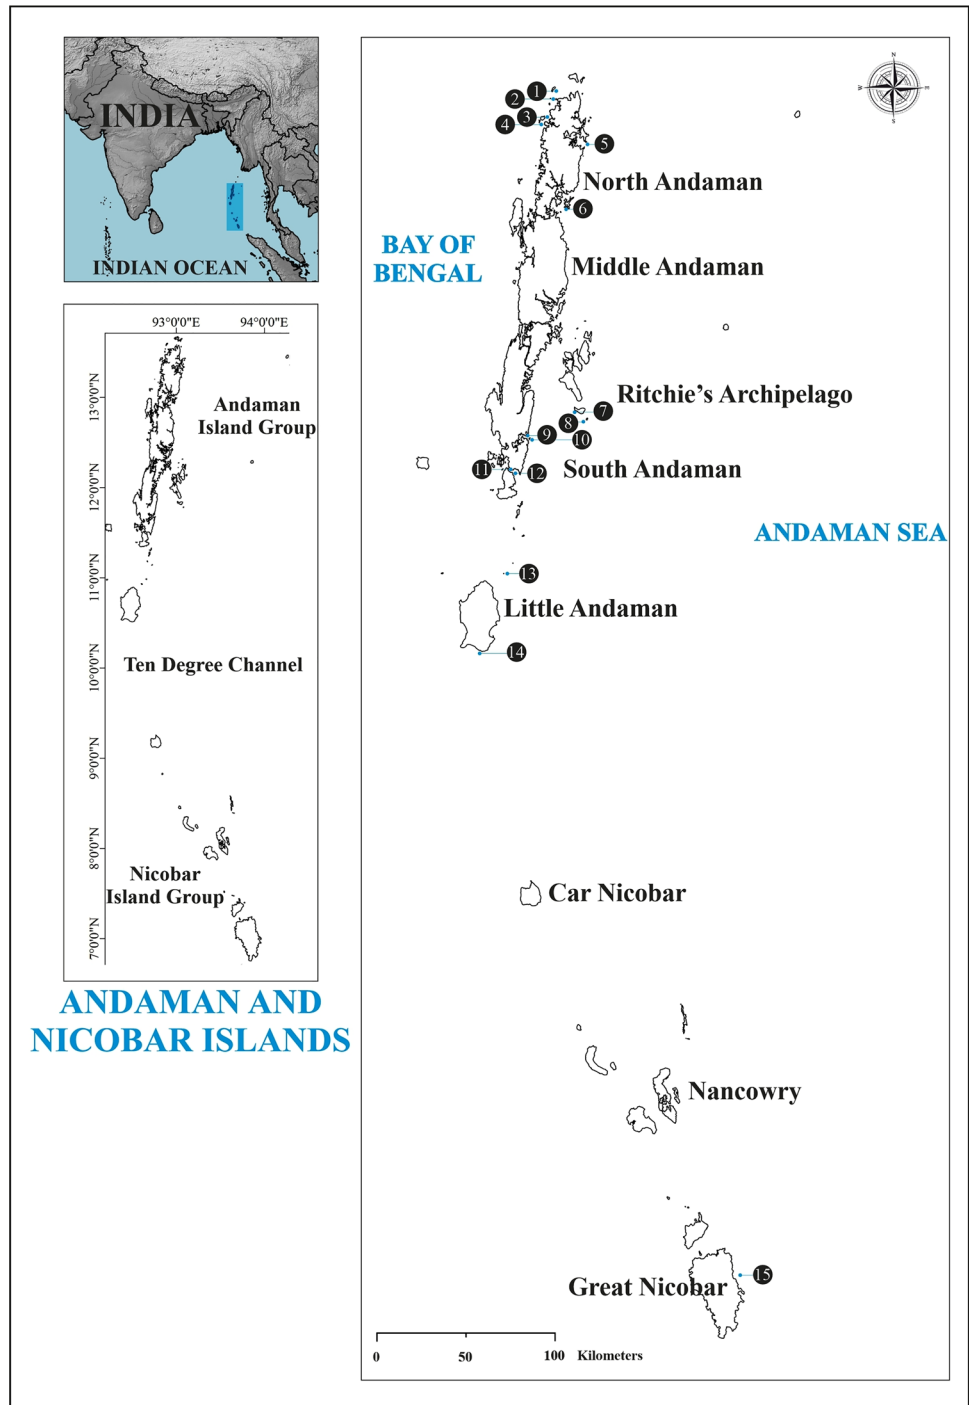 INDIA
INDIAN OCEAN
93°0'0"E 94°0'0"E
13°0'0"N
12°0'0"N
11°0'0"N
10°0'0"N
9°0'0"N
8°0'0"N
7°0'0"N
Andaman
Island Group
Ten Degree Channel
Nicobar
Island Group
ANDAMAN AND
NICOBAR ISLANDS
N
W E
S
1
2
3
4
5
North Andaman
6
BAY OF
BENGAL
Middle Andaman
Ritchie's Archipelago
7
8
9
10
11
12
South Andaman
ANDAMAN SEA
13
Little Andaman
14
Car Nicobar
Nancowry
15
Great Nicobar
0 50 100 Kilometers